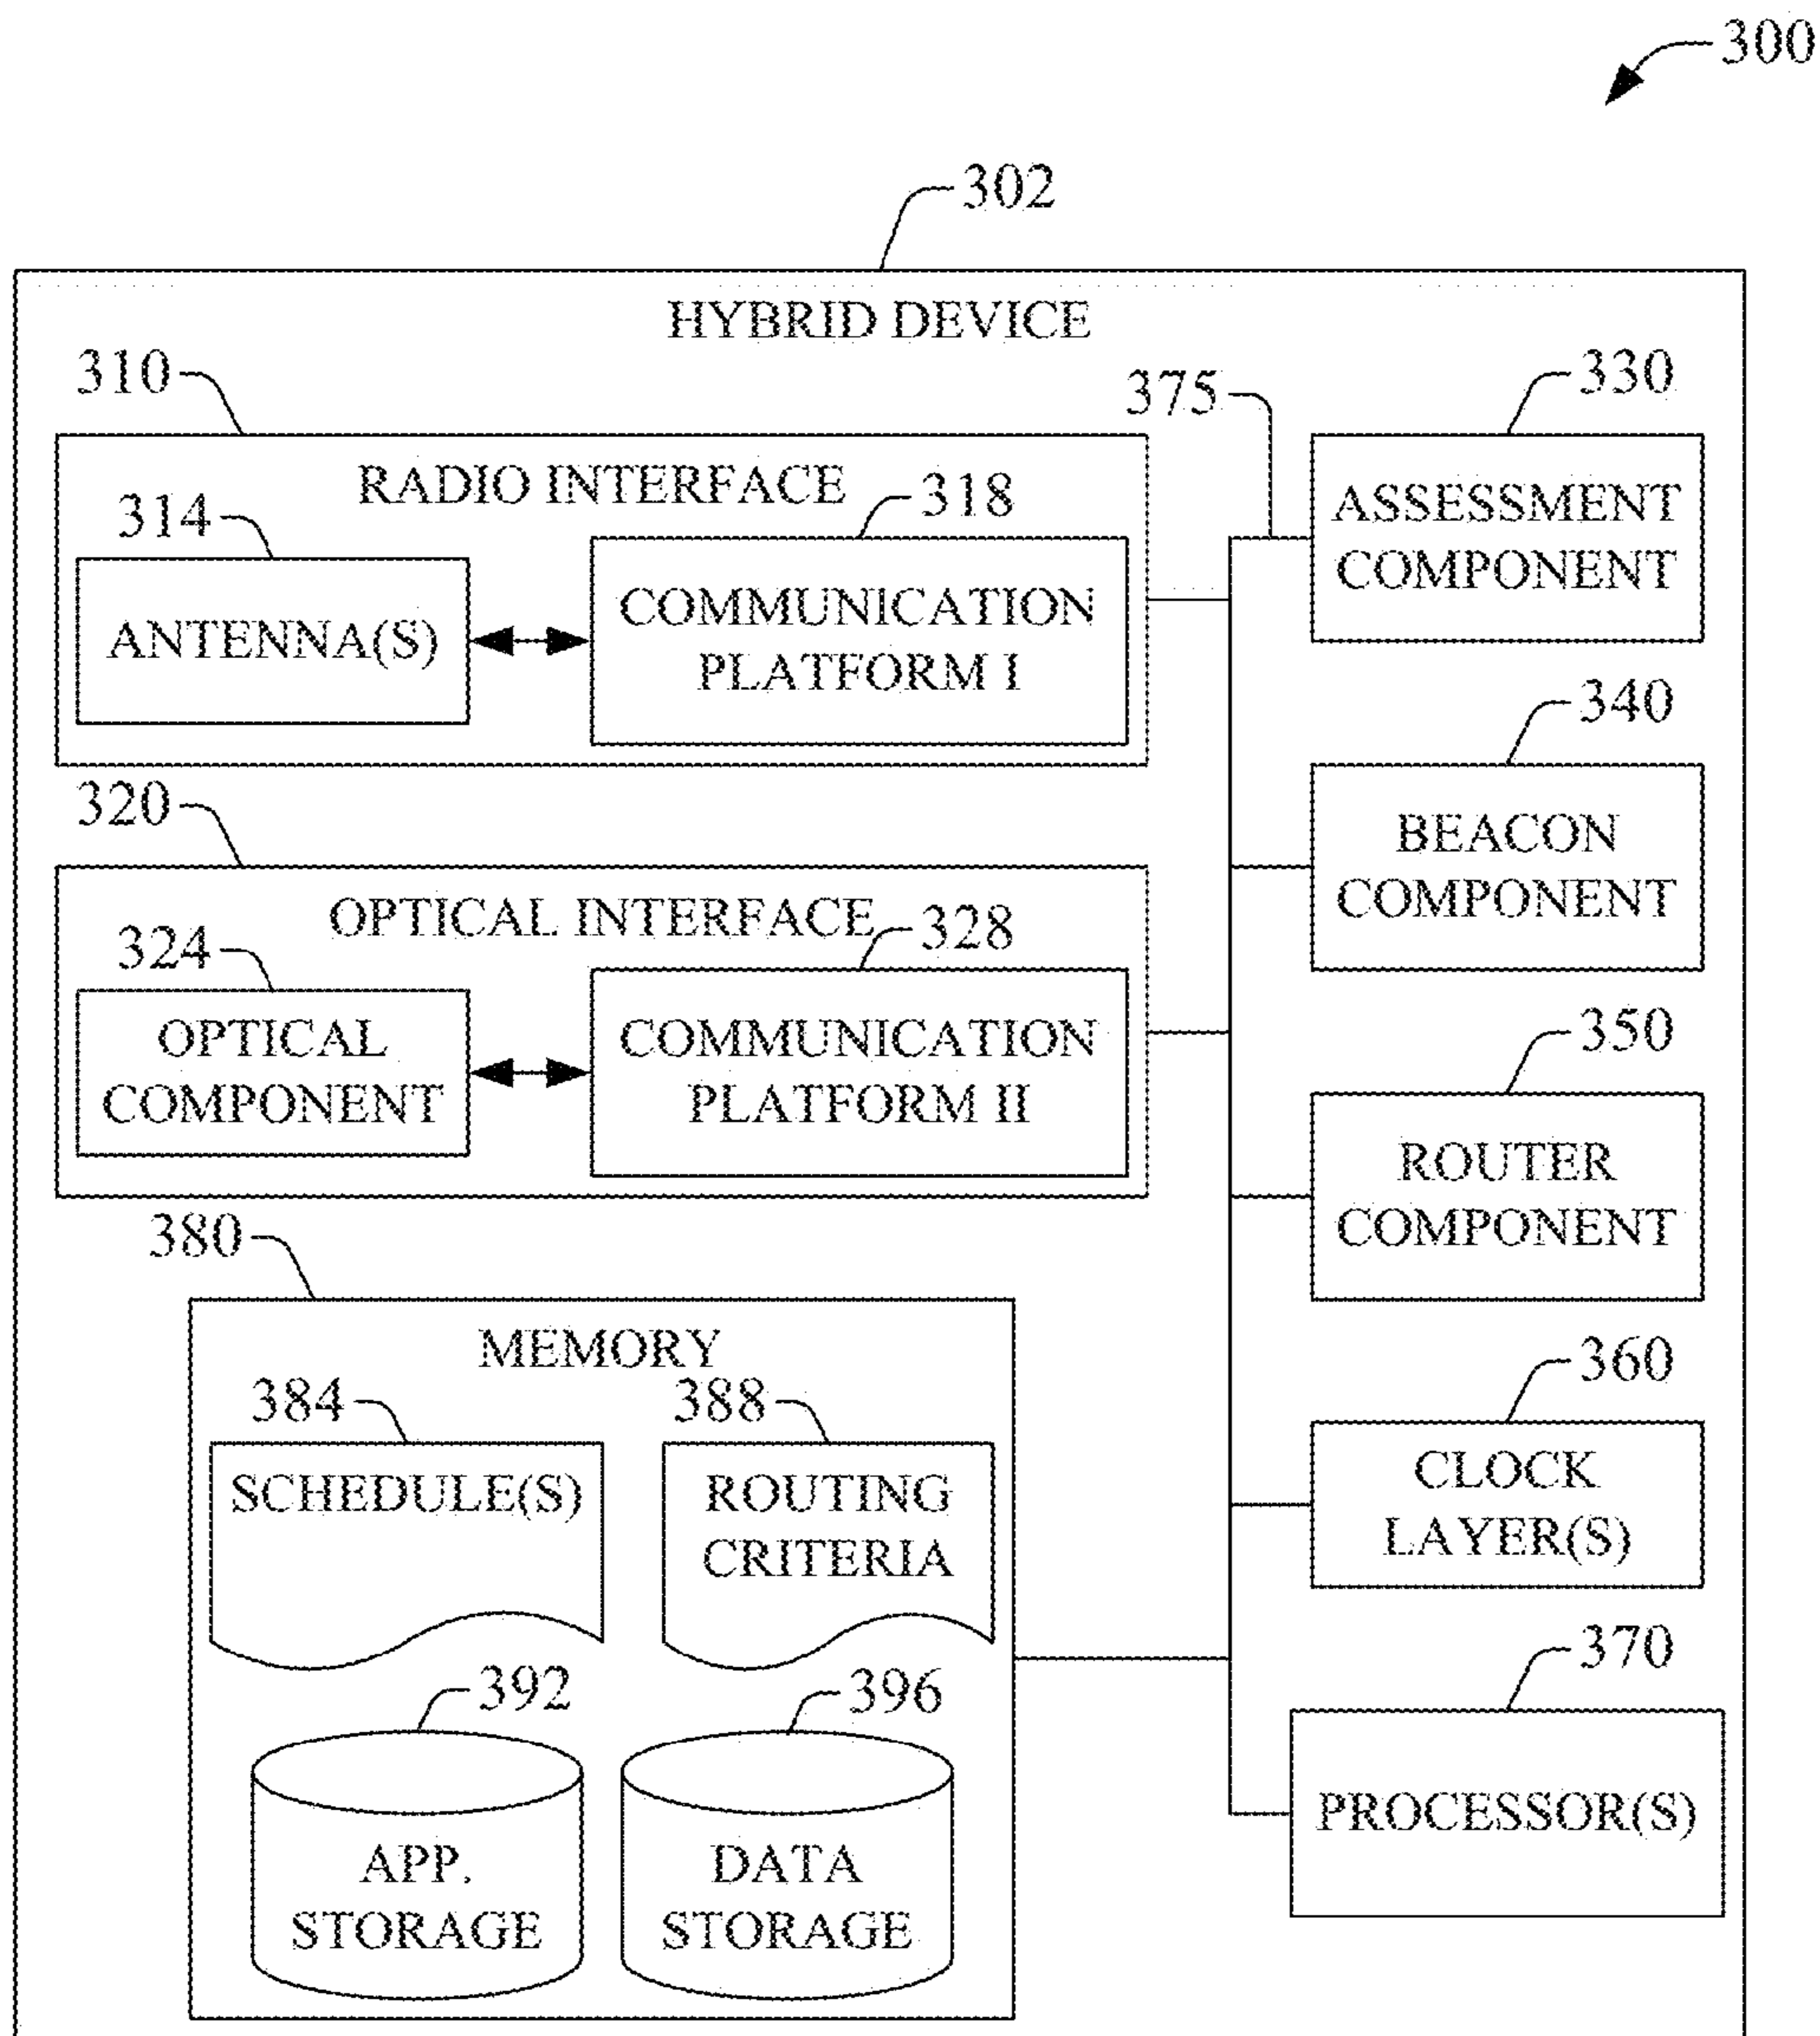 300
302
HYBRID DEVICE
310
375
330
RADIO INTERFACE
314
318
ANTENNA(S)
COMMUNICATION
PLATFORM I
ASSESSMENT
COMPONENT
340
320
BEACON
COMPONENT
OPTICAL INTERFACE
324
328
OPTICAL
COMPONENT
COMMUNICATION
PLATFORM II
350
ROUTER
COMPONENT
380
MEMORY
384
388
360
SCHEDULE(S)
ROUTING
CRITERIA
CLOCK
LAYER(S)
392
396
370
APP.
STORAGE
DATA
STORAGE
PROCESSOR(S)